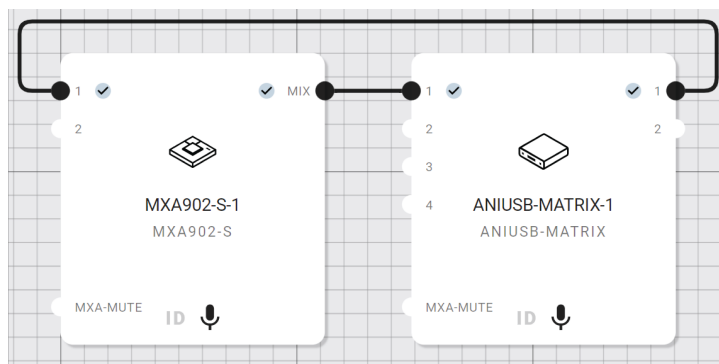 1 MIX
2
MXA902-S-1
MXA902-S
MXA-MUTE
ID
1 1
2 2
3
4
ANIUSB-MATRIX-1
ANIUSB-MATRIX
MXA-MUTE
ID